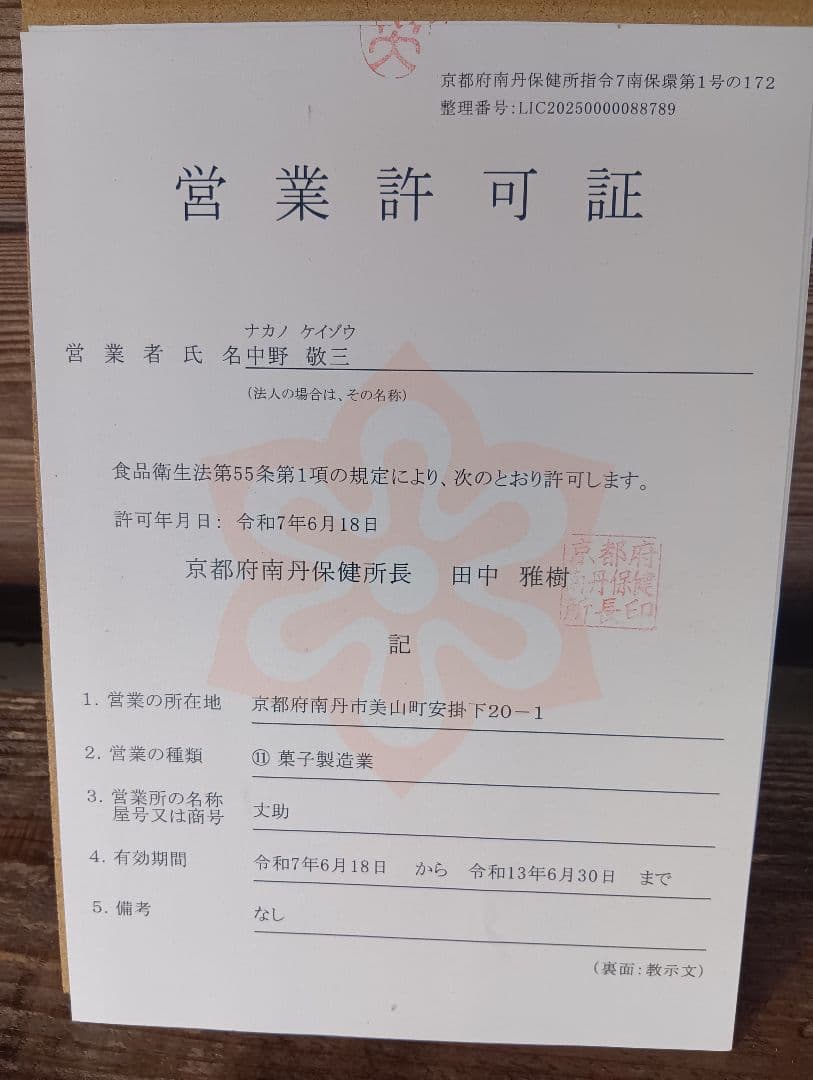 京都府南丹保健所指令7南保環第1号の172
整理番号:LIC20250000088789
営業許可証
ナカノ ケイゾウ
営業者氏名中野 敬三
(法人の場合は、その名称)
食品衛生法第55条第1項の規定により、次のとおり許可します。
許可年月日: 令和7年6月18日
京都府南丹保健所長 田中 雅樹
京都府
南丹保健
所長印
記
1. 営業の所在地 京都府南丹市美山町安掛下20-1
2. 営業の種類 ⑪ 菓子製造業
3. 営業所の名称
屋号又は商号 丈助
4. 有効期間 令和7年6月18日 から 令和13年6月30日 まで
5. 備考 なし
(裏面:教示文)